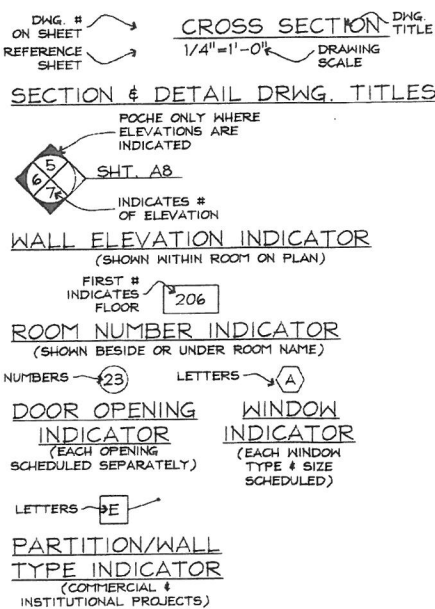 DWG. #
ON SHEET
REFERENCE
SHEET
CROSS SECTION
1/4"=1'-0"
DWG.
TITLE
DRAWING
SCALE
SECTION & DETAIL DRWG. TITLES
POCHE ONLY WHERE
ELEVATIONS ARE
INDICATED
5
6
7
SHT. A8
INDICATES #
OF ELEVATION
WALL ELEVATION INDICATOR
(SHOWN WITHIN ROOM ON PLAN)
FIRST #
INDICATES
FLOOR
206
ROOM NUMBER INDICATOR
(SHOWN BESIDE OR UNDER ROOM NAME)
NUMBERS
23
LETTERS
A
DOOR OPENING
INDICATOR
(EACH OPENING
SCHEDULED SEPARATELY)
WINDOW
INDICATOR
(EACH WINDOW
TYPE & SIZE
SCHEDULED)
LETTERS
E
PARTITION/WALL
TYPE INDICATOR
(COMMERCIAL &
INSTITUTIONAL PROJECTS)